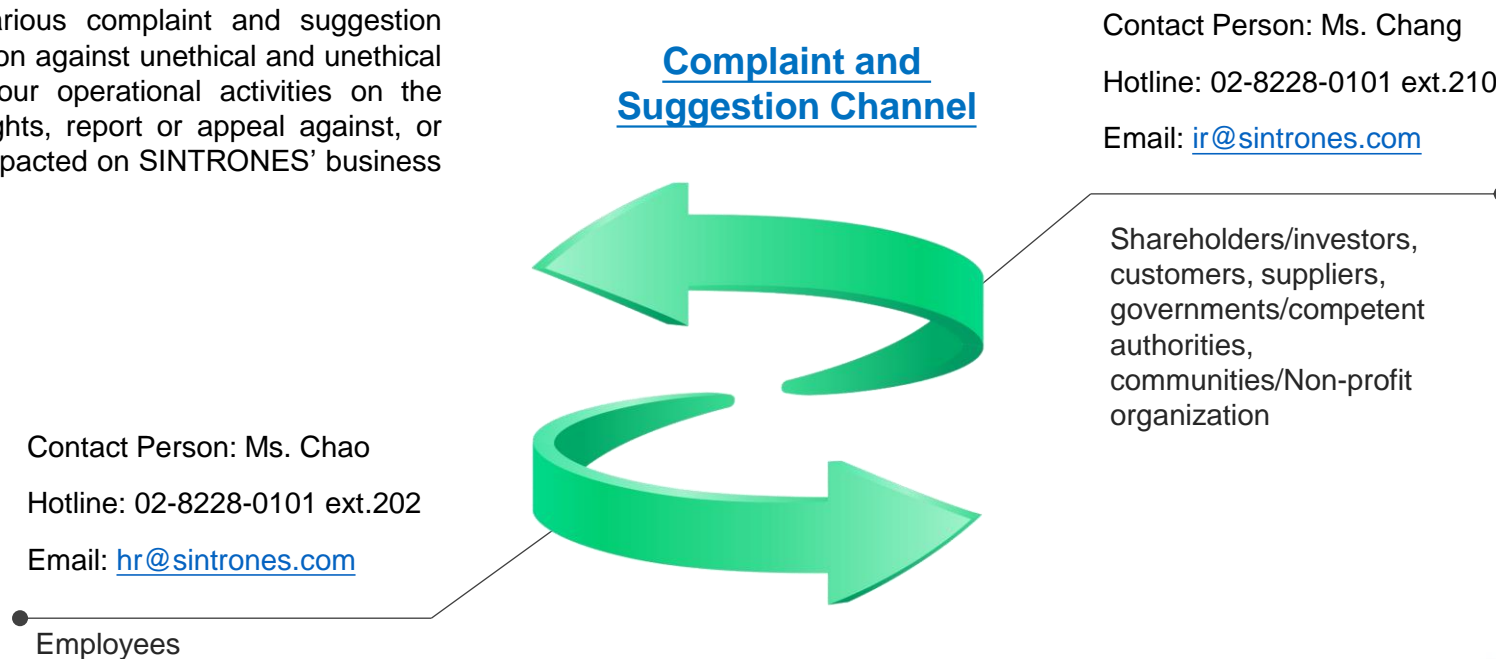 arious complaint and suggestion
on against unethical and unethical
our operational activities on the
ghts, report or appeal against, or
pacted on SINTRONES’ business
Complaint and
Suggestion Channel
Contact Person: Ms. Chang
Hotline: 02-8228-0101 ext.210
Email: ir@sintrones.com
Shareholders/investors,
customers, suppliers,
governments/competent
authorities,
communities/Non-profit
organization
Contact Person: Ms. Chao
Hotline: 02-8228-0101 ext.202
Email: hr@sintrones.com
Employees